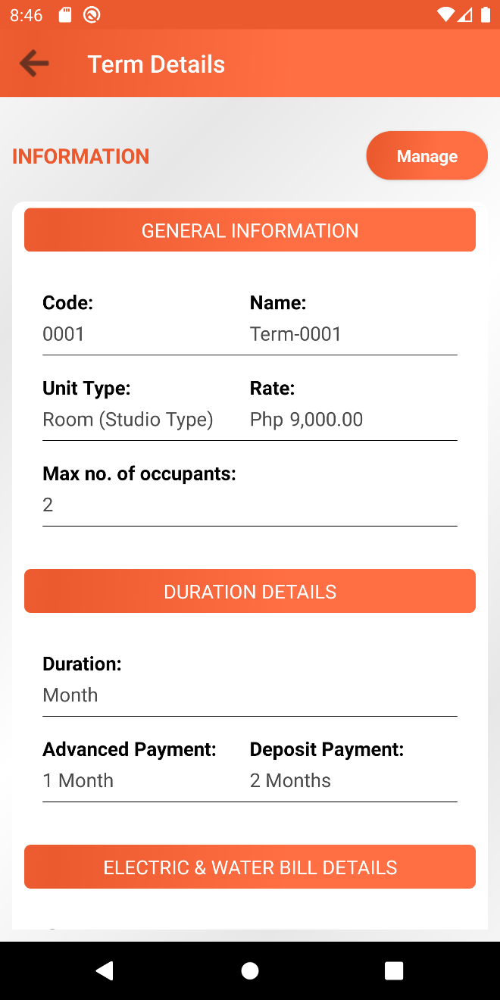 8:46
Term Details
INFORMATION
Manage
GENERAL INFORMATION
Code: Name:
0001 Term-0001
Unit Type: Rate:
Room (Studio Type) Php 9,000.00
Max no. of occupants:
2
DURATION DETAILS
Duration:
Month
Advanced Payment: Deposit Payment:
1 Month 2 Months
ELECTRIC & WATER BILL DETAILS